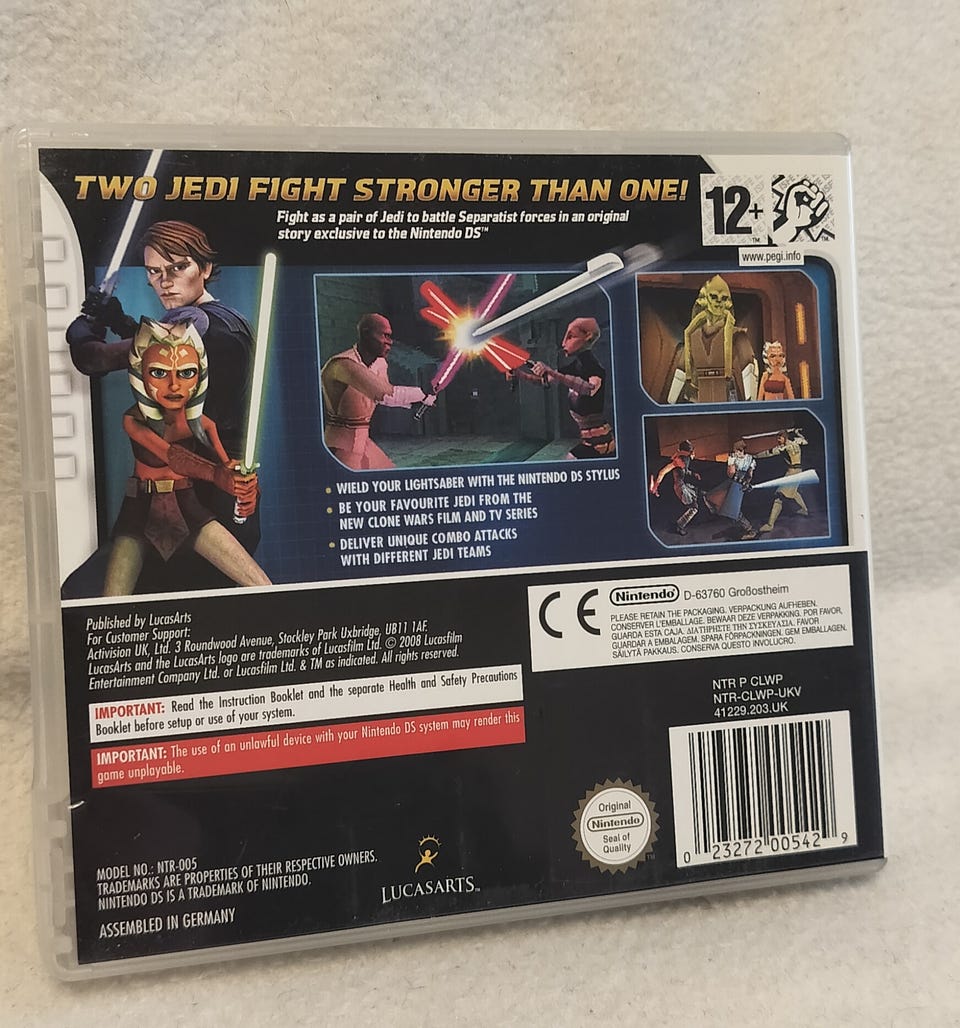 TWO JEDI FIGHT STRONGER THAN ONE!
Fight as a pair of Jedi to battle Separatist forces in an original
story exclusive to the Nintendo DS™
12+
™
™
www.pegi.info
• WIELD YOUR LIGHTSABER WITH THE NINTENDO DS STYLUS
• BE YOUR FAVOURITE JEDI FROM THE
NEW CLONE WARS FILM AND TV SERIES
• DELIVER UNIQUE COMBO ATTACKS
WITH DIFFERENT JEDI TEAMS
Published by LucasArts
For Customer Support:
Activision UK, Ltd. 3 Roundwood Avenue, Stockley Park Uxbridge, UB11 1AF.
LucasArts and the LucasArts logo are trademarks of Lucasfilm Ltd. © 2008 Lucasfilm
Entertainment Company Ltd. or Lucasfilm Ltd. & TM as indicated. All rights reserved.
IMPORTANT: Read the Instruction Booklet and the separate Health and Safety Precautions
Booklet before setup or use of your system.
IMPORTANT: The use of an unlawful device with your Nintendo DS system may render this
game unplayable.
CE
Nintendo® D-63760 Großostheim
PLEASE RETAIN THE PACKAGING. VERPACKUNG AUFHEBEN.
CONSERVER L'EMBALLAGE. BEWAAR DEZE VERPAKKING. POR FAVOR,
GUARDA ESTA CAJA. ΔΙΑΤΗΡΗΣΤΕ ΤΗΝ ΣΥΣΚΕΥΑΣΙΑ. FAVOR
GUARDAR A EMBALAGEM. SPARA FÖRPACKNINGEN. GEM EMBALLAGEN.
SÄILYTÄ PAKKAUS. CONSERVA QUESTO INVOLUCRO.
NTR P CLWP
NTR-CLWP-UKV
41229.203.UK
0 23272 00542 9
Original
Nintendo
Seal of
Quality
TM
MODEL NO.: NTR-005
TRADEMARKS ARE PROPERTIES OF THEIR RESPECTIVE OWNERS.
NINTENDO DS IS A TRADEMARK OF NINTENDO.
ASSEMBLED IN GERMANY
LUCASARTS™